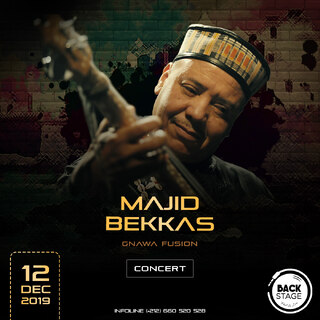 MAJID
BEKKAS
GNAWA FUSION
CONCERT
12
DEC
2019
BACK
STAGE
INFOLINE (+212) 660 520 528